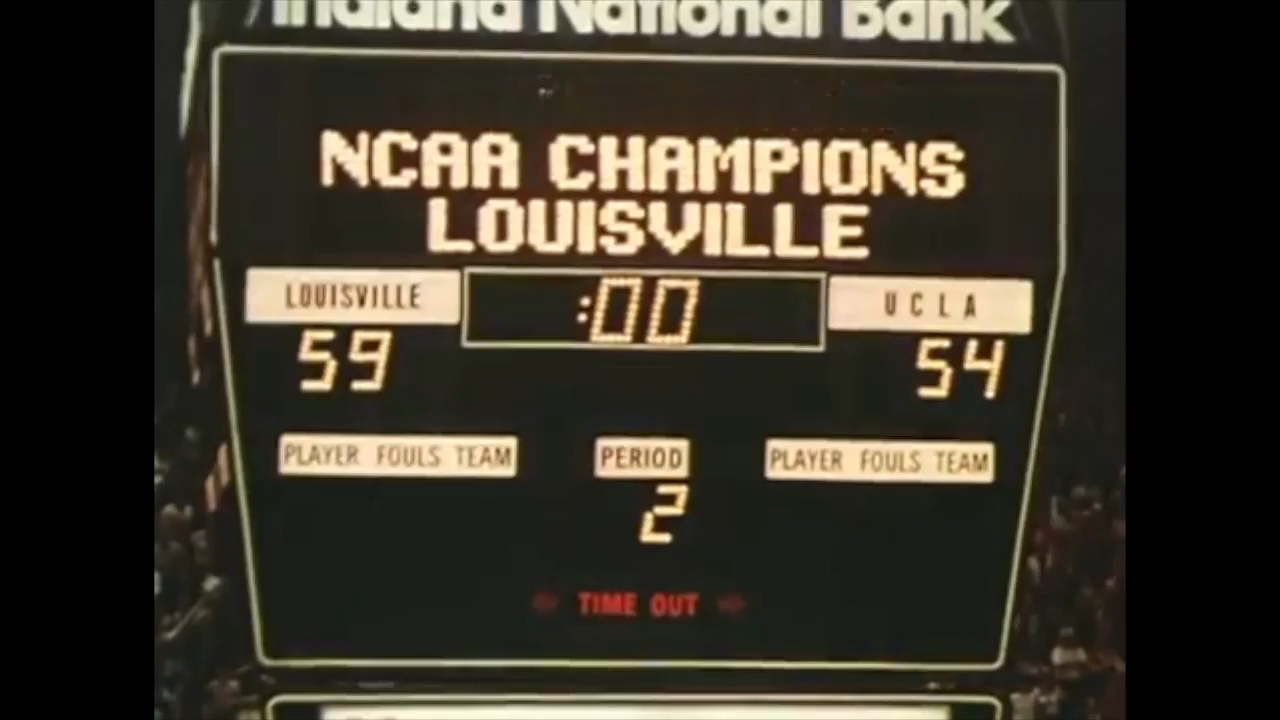 Indiana National Bank
NCAA CHAMPIONS
LOUISVILLE
LOUISVILLE :00 UCLA
59 54
PLAYER FOULS TEAM PERIOD PLAYER FOULS TEAM
2
TIME OUT